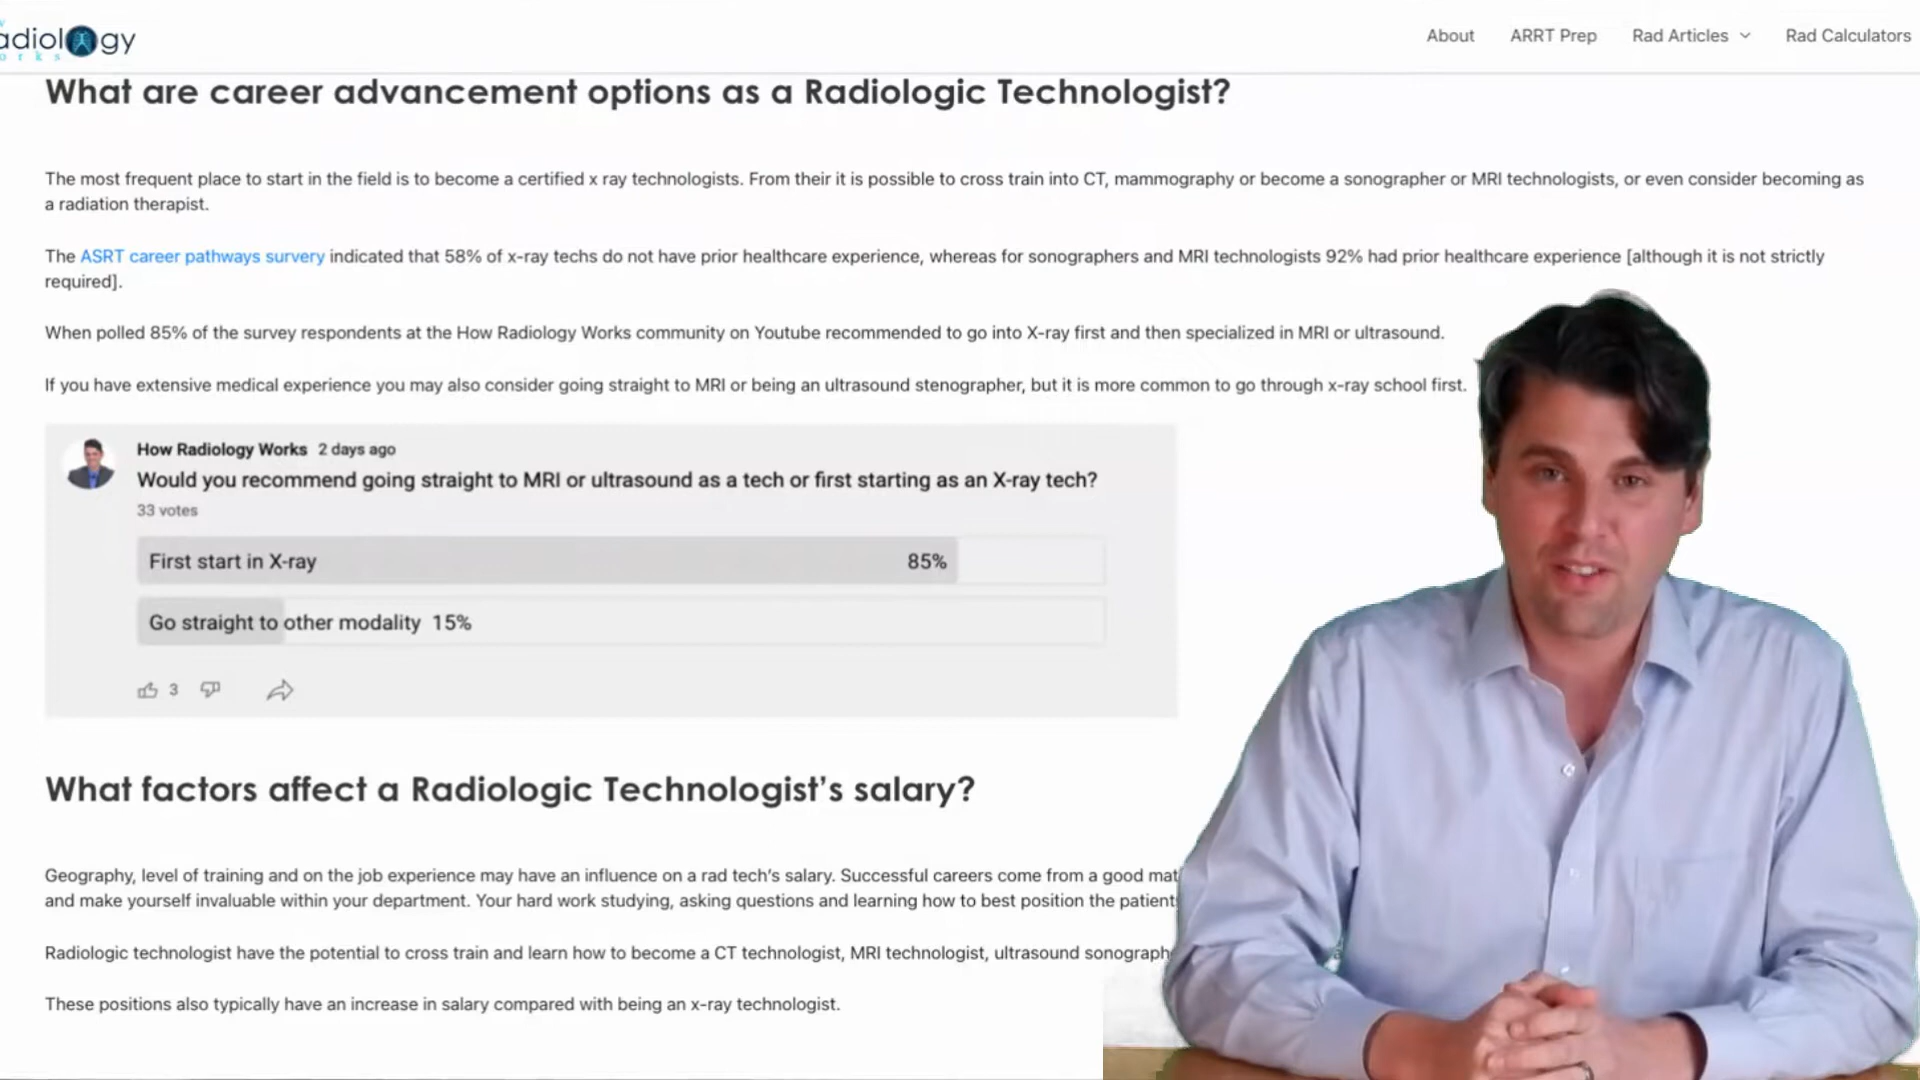 adiology
orks
About
ARRT Prep
Rad Articles
Rad Calculators
What are career advancement options as a Radiologic Technologist?
The most frequent place to start in the field is to become a certified x ray technologists. From their it is possible to cross train into CT, mammography or become a sonographer or MRI technologists, or even consider becoming as
a radiation therapist.
The ASRT career pathways survery indicated that 58% of x-ray techs do not have prior healthcare experience, whereas for sonographers and MRI technologists 92% had prior healthcare experience [although it is not strictly
required].
When polled 85% of the survey respondents at the How Radiology Works community on Youtube recommended to go into X-ray first and then specialized in MRI or ultrasound.
If you have extensive medical experience you may also consider going straight to MRI or being an ultrasound stenographer, but it is more common to go through x-ray school first.
How Radiology Works 2 days ago
Would you recommend going straight to MRI or ultrasound as a tech or first starting as an X-ray tech?
33 votes
First start in X-ray 85%
Go straight to other modality 15%
3
What factors affect a Radiologic Technologist's salary?
Geography, level of training and on the job experience may have an influence on a rad tech's salary. Successful careers come from a good mat
and make yourself invaluable within your department. Your hard work studying, asking questions and learning how to best position the patient
Radiologic technologist have the potential to cross train and learn how to become a CT technologist, MRI technologist, ultrasound sonograph
These positions also typically have an increase in salary compared with being an x-ray technologist.